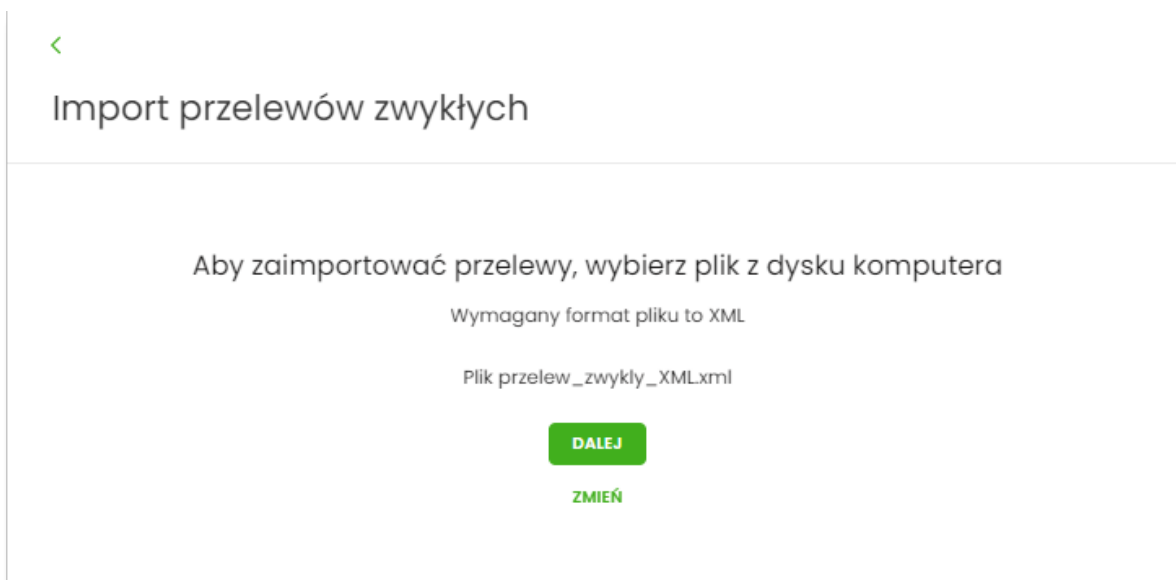 Import przelewów zwykłych
Aby zaimportować przelewy, wybierz plik z dysku komputera
Wymagany format pliku to XML
Plik przelew_zwykly_XML.xml
DALEJ
ZMIEŃ